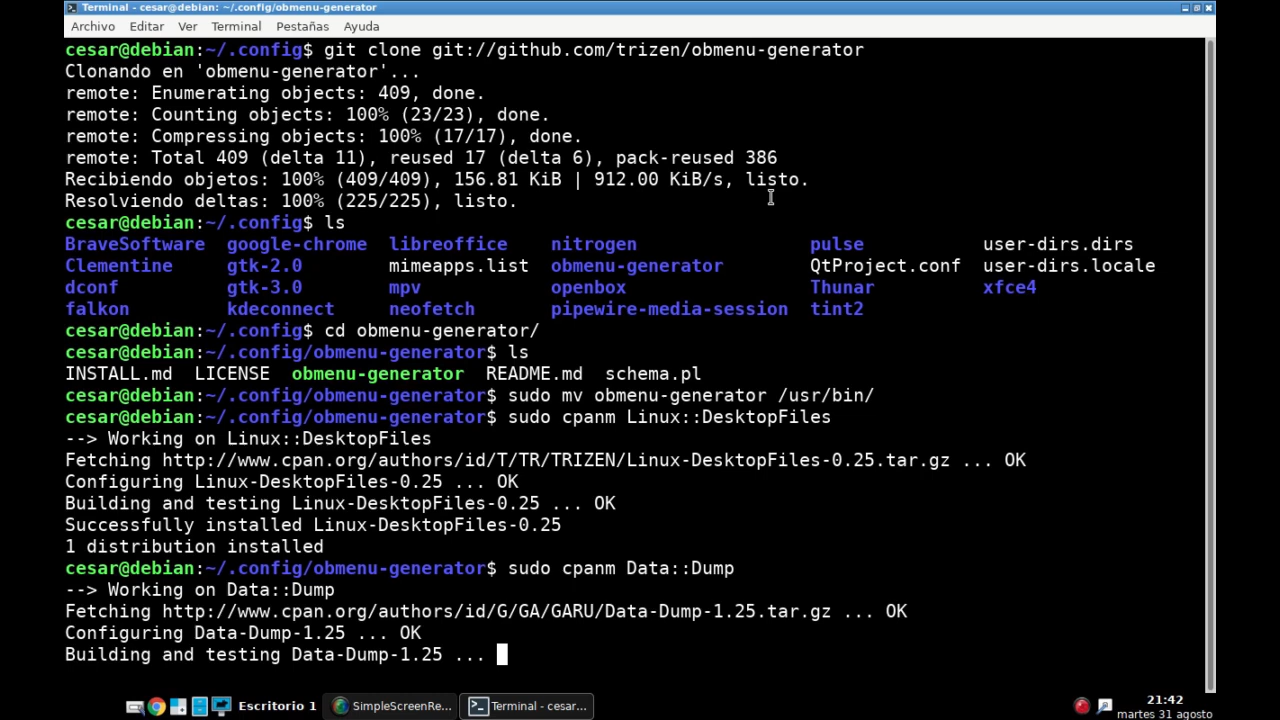 Terminal - cesar@debian: ~/.config/obmenu-generator
Archivo Editar Ver Terminal Pestañas Ayuda
cesar@debian:~/.config$ git clone git://github.com/trizen/obmenu-generator
Clonando en 'obmenu-generator'...
remote: Enumerating objects: 409, done.
remote: Counting objects: 100% (23/23), done.
remote: Compressing objects: 100% (17/17), done.
remote: Total 409 (delta 11), reused 17 (delta 6), pack-reused 386
Recibiendo objetos: 100% (409/409), 156.81 KiB | 912.00 KiB/s, listo.
Resolviendo deltas: 100% (225/225), listo.
cesar@debian:~/.config$ ls
BraveSoftware google-chrome libreoffice nitrogen pulse user-dirs.dirs
Clementine gtk-2.0 mimeapps.list obmenu-generator QtProject.conf user-dirs.locale
dconf gtk-3.0 mpv openbox Thunar xfce4
falkon kdeconnect neofetch pipewire-media-session tint2
cesar@debian:~/.config$ cd obmenu-generator/
cesar@debian:~/.config/obmenu-generator$ ls
INSTALL.md LICENSE obmenu-generator README.md schema.pl
cesar@debian:~/.config/obmenu-generator$ sudo mv obmenu-generator /usr/bin/
cesar@debian:~/.config/obmenu-generator$ sudo cpanm Linux::DesktopFiles
--> Working on Linux::DesktopFiles
Fetching http://www.cpan.org/authors/id/T/TR/TRIZEN/Linux-DesktopFiles-0.25.tar.gz ... OK
Configuring Linux-DesktopFiles-0.25 ... OK
Building and testing Linux-DesktopFiles-0.25 ... OK
Successfully installed Linux-DesktopFiles-0.25
1 distribution installed
cesar@debian:~/.config/obmenu-generator$ sudo cpanm Data::Dump
--> Working on Data::Dump
Fetching http://www.cpan.org/authors/id/G/GA/GARU/Data-Dump-1.25.tar.gz ... OK
Configuring Data-Dump-1.25 ... OK
Building and testing Data-Dump-1.25 ...
Escritorio 1 SimpleScreenRe... Terminal - cesar... 21:42
martes 31 agosto